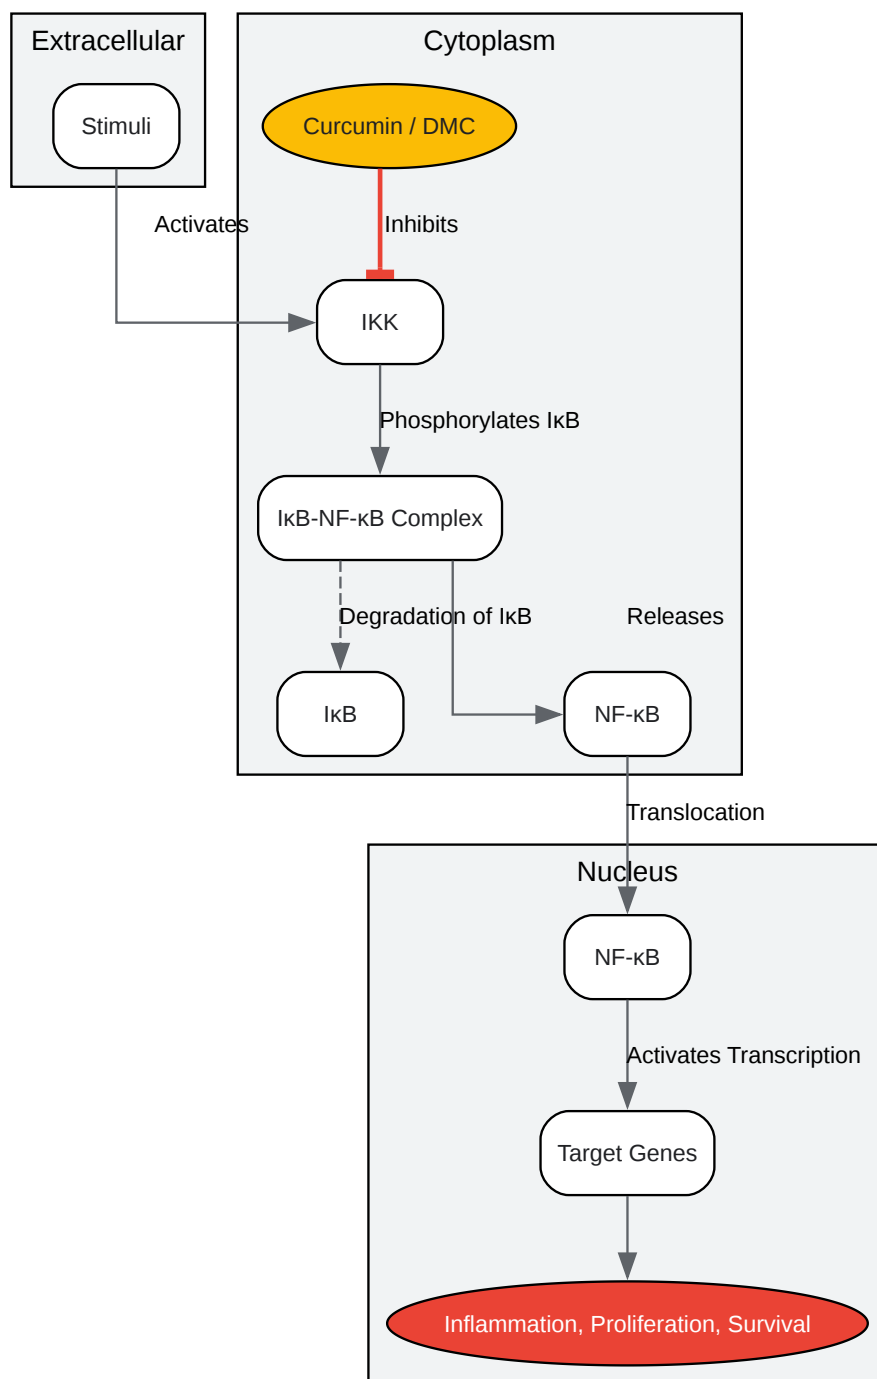 Extracellular
Cytoplasm
Stimuli
Curcumin / DMC
Activates
Inhibits
IKK
Phosphorylates IκB
IκB-NF-κB Complex
Degradation of IκB
Releases
IκB
NF-κB
Translocation
Nucleus
NF-κB
Activates Transcription
Target Genes
Inflammation, Proliferation, Survival